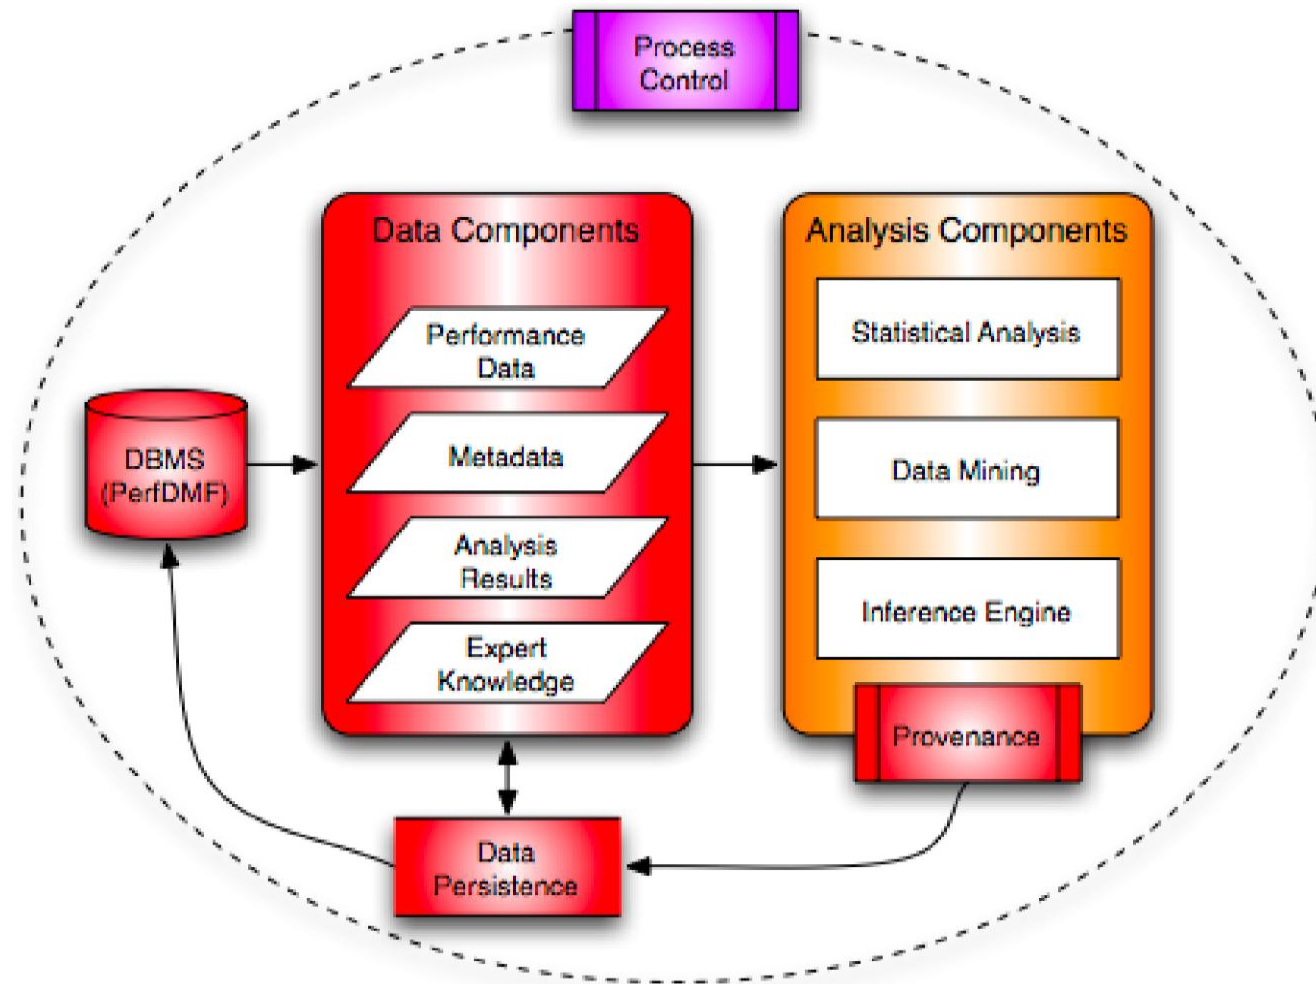 Process
Control
Data Components
Performance
Data
Metadata
Analysis
Results
Expert
Knowledge
Analysis Components
Statistical Analysis
Data Mining
Inference Engine
Provenance
DBMS
(PerfDMF)
Data
Persistence